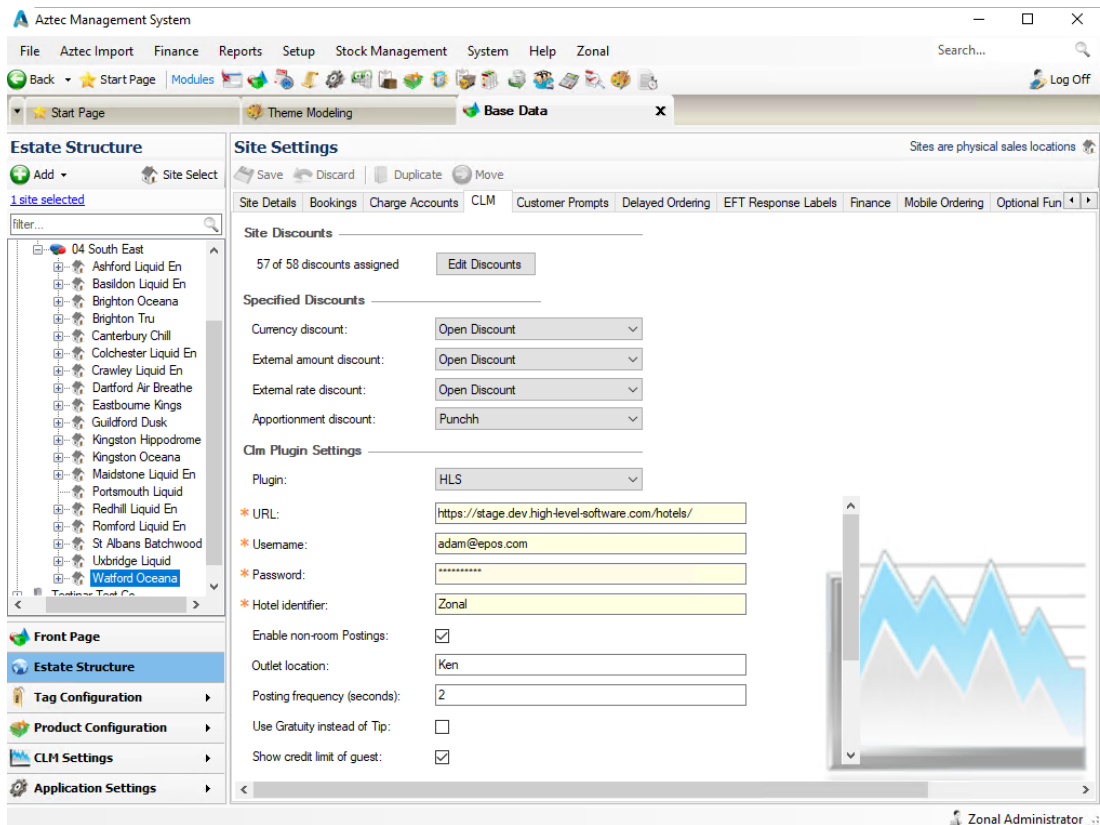 Aztec Management System
File Aztec Import Finance Reports Setup Stock Management System Help Zonal Search...
Back Start Page Modules Log Off
Start Page Theme Modeling Base Data X
Estate Structure
Add Site Select
1 site selected
filter...
04 South East
Ashford Liquid En
Basildon Liquid En
Brighton Oceana
Brighton Tru
Canterbury Chill
Colchester Liquid En
Crawley Liquid En
Dartford Air Breathe
Eastbourne Kings
Guildford Dusk
Kingston Hippodrome
Kingston Oceana
Maidstone Liquid En
Portsmouth Liquid
Redhill Liquid En
Romford Liquid En
St Albans Batchwood
Uxbridge Liquid
Watford Oceana
Front Page
Estate Structure
Tag Configuration
Product Configuration
CLM Settings
Application Settings
Site Settings Sites are physical sales locations
Save Discard Duplicate Move
Site Details Bookings Charge Accounts CLM Customer Prompts Delayed Ordering EFT Response Labels Finance Mobile Ordering Optional Fun
Site Discounts
57 of 58 discounts assigned Edit Discounts
Specified Discounts
Currency discount: Open Discount
External amount discount: Open Discount
External rate discount: Open Discount
Apportionment discount: Punchh
Clm Plugin Settings
Plugin: HLS
* URL: https://stage.dev.high-level-software.com/hotels/
* Username: adam@epos.com
* Password: **********
* Hotel identifier: Zonal
Enable non-room Postings:
Outlet location: Ken
Posting frequency (seconds): 2
Use Gratuity instead of Tip:
Show credit limit of guest:
Zonal Administrator